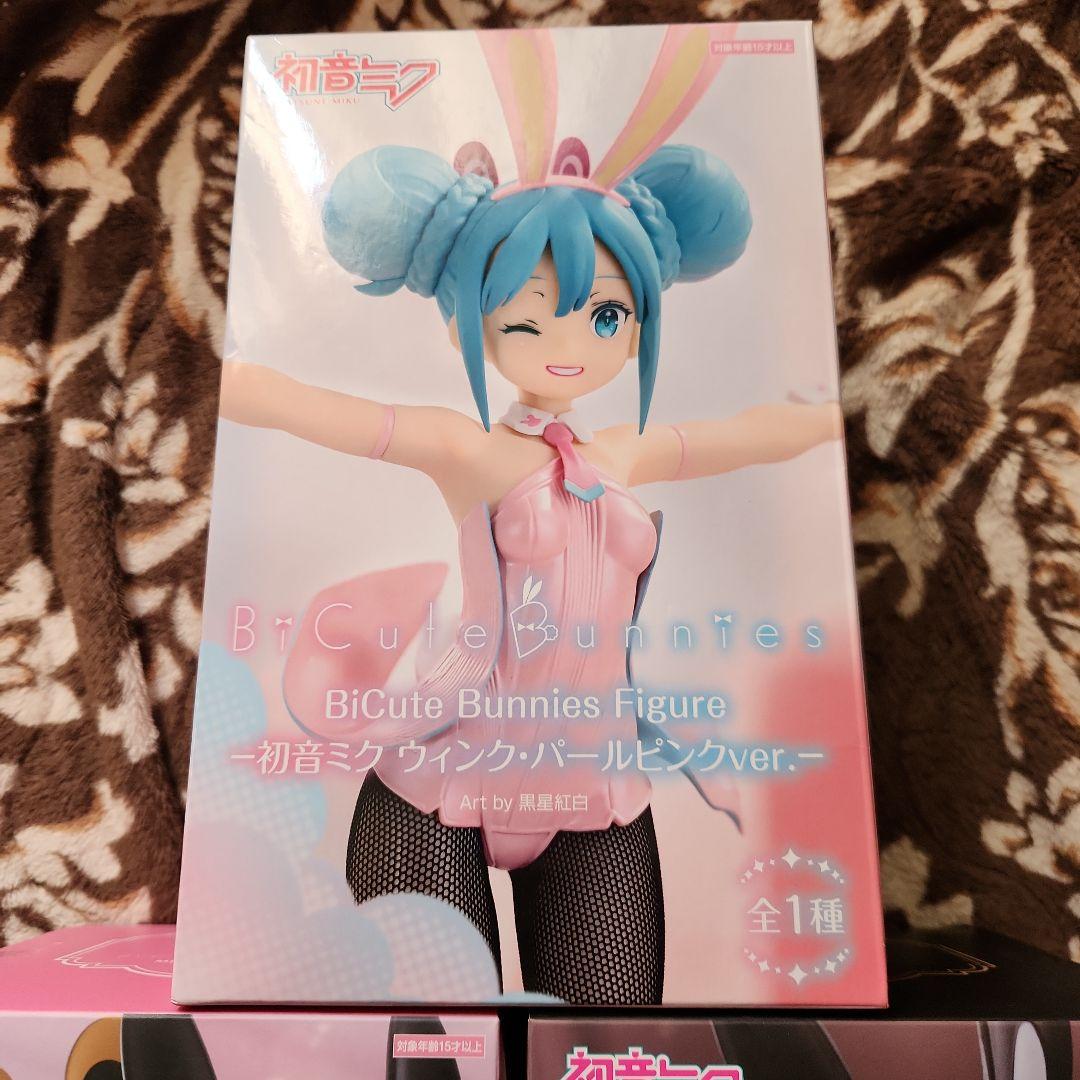 初音ミク
HATSUNE MIKU
対象年齢15才以上
BiCute Bunnies
BiCute Bunnies Figure
−初音ミク ウィンク・パールピンクver.−
Art by 黒星紅白
全1種
対象年齢15才以上
初音ミク